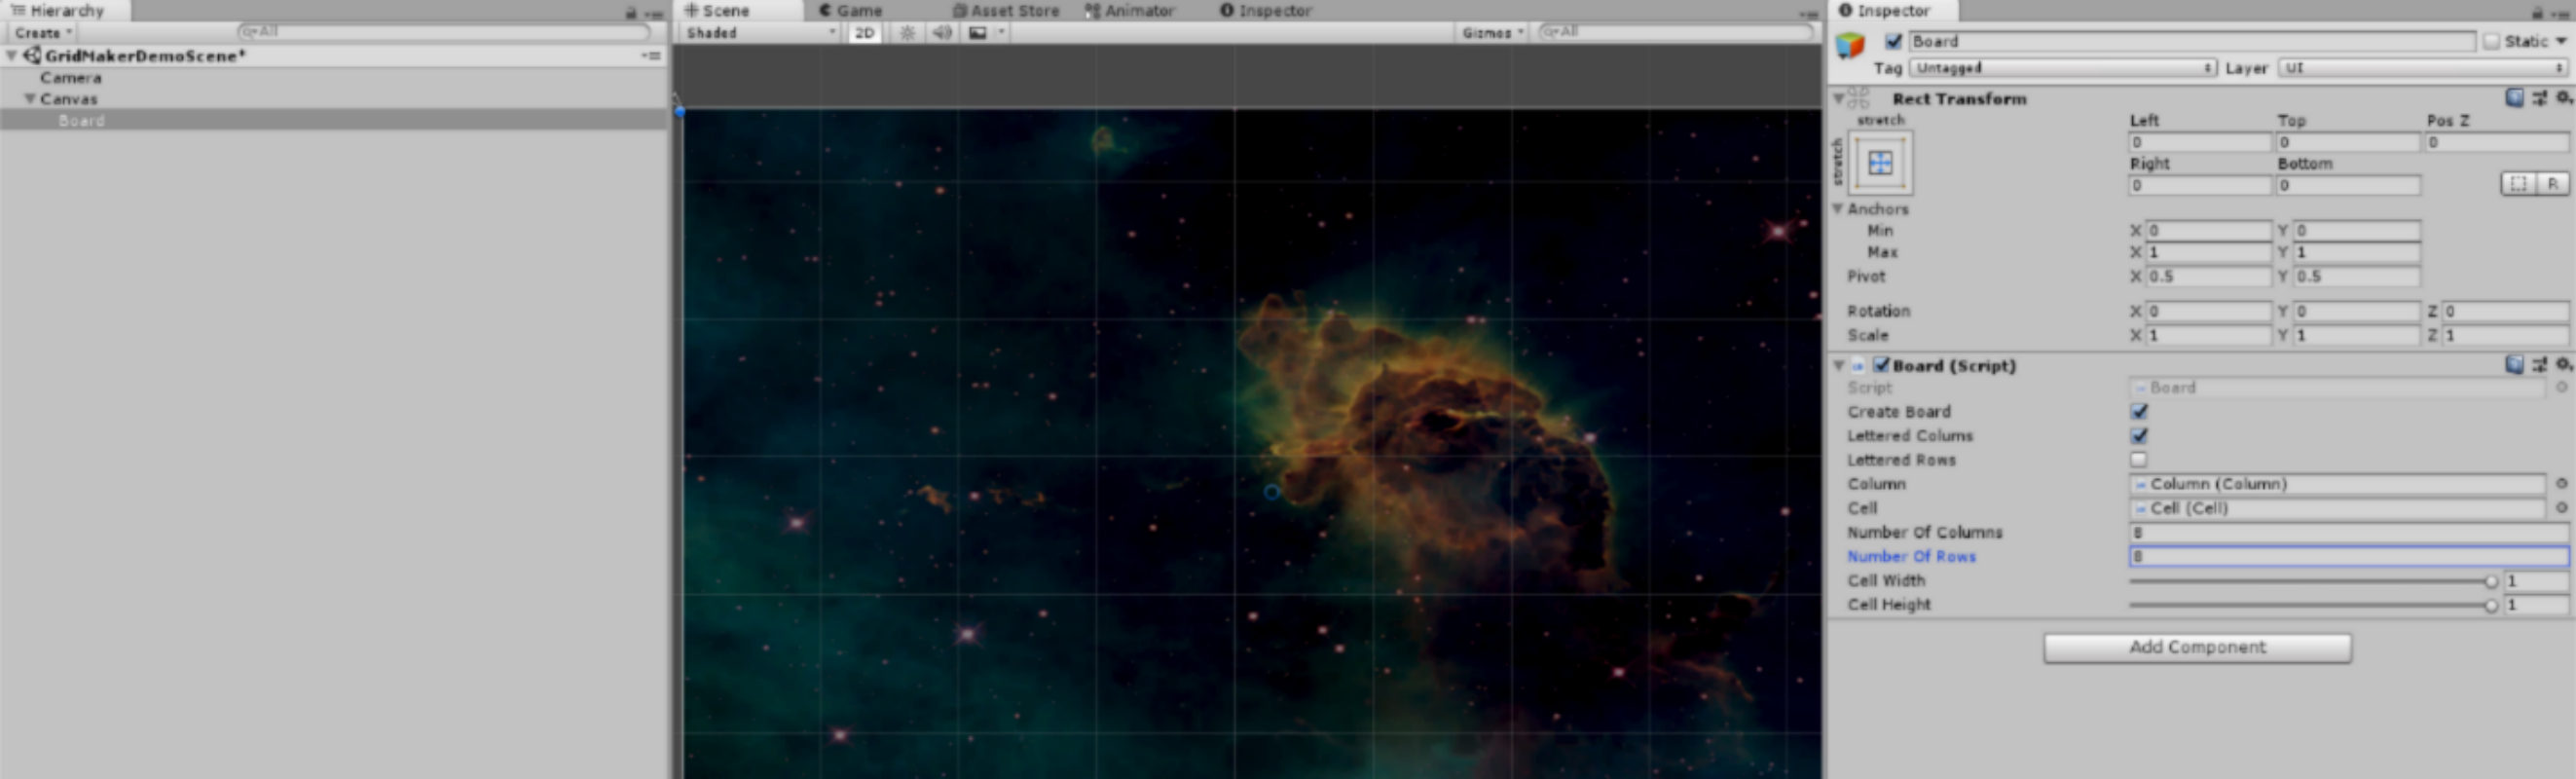 Hierarchy
Create All
GridMakerDemoScene*
Camera
Canvas
Board
Scene Game Asset Store Animator Inspector
Shaded 2D Gizmos All
Inspector
Board Static
Tag Untagged Layer UI
Rect Transform
stretch Left Top Pos Z
stretch 0 0 0
Right Bottom
0 0 R
Anchors
Min X 0 Y 0
Max X 1 Y 1
Pivot X 0.5 Y 0.5
Rotation X 0 Y 0 Z 0
Scale X 1 Y 1 Z 1
Board (Script)
Script Board
Create Board
Lettered Colums
Lettered Rows
Column Column (Column)
Cell Cell (Cell)
Number Of Columns 8
Number Of Rows 8
Cell Width 1
Cell Height 1
Add Component